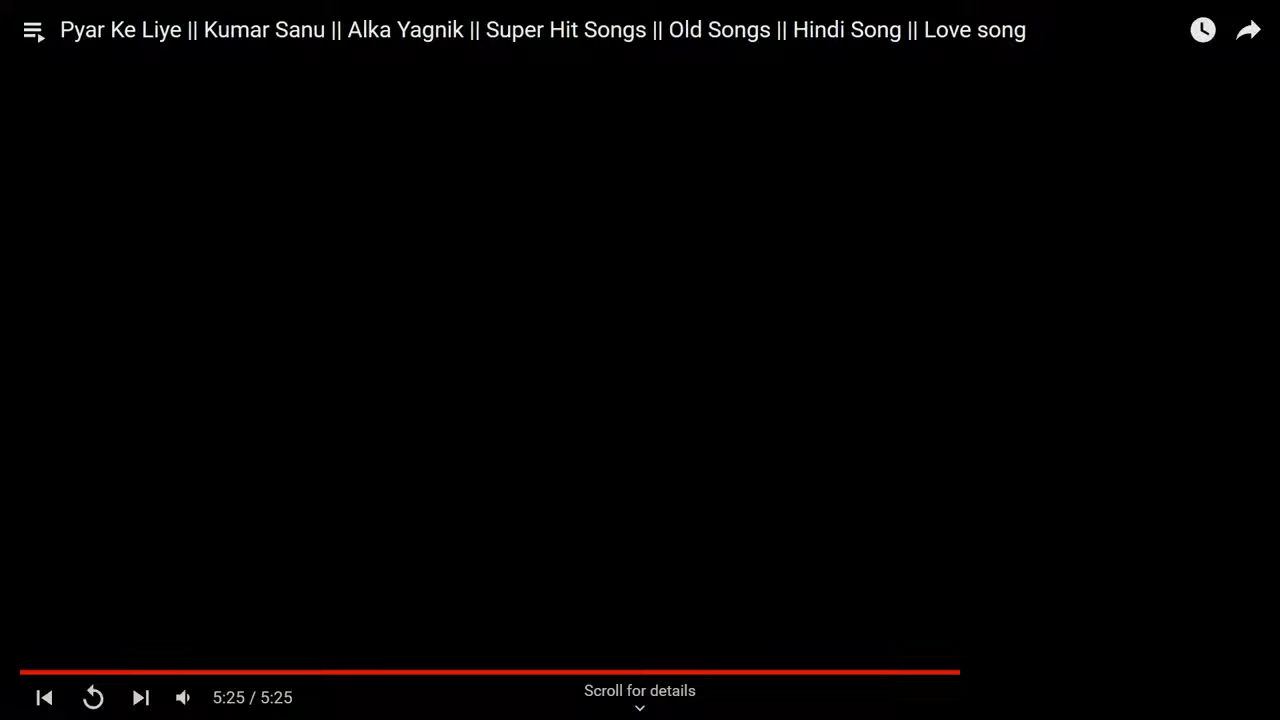 Pyar Ke Liye || Kumar Sanu || Alka Yagnik || Super Hit Songs || Old Songs || Hindi Song || Love song
5:25 / 5:25
Scroll for details